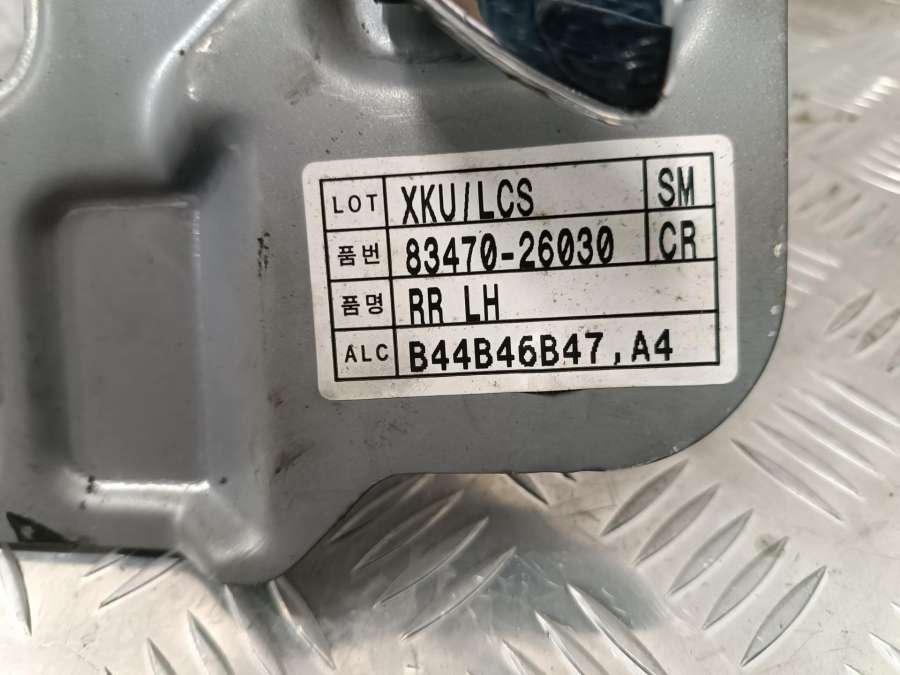 LOT XKU/LCS SM
품번 83470-26030 CR
품명 RR LH
ALC B44B46B47,A4